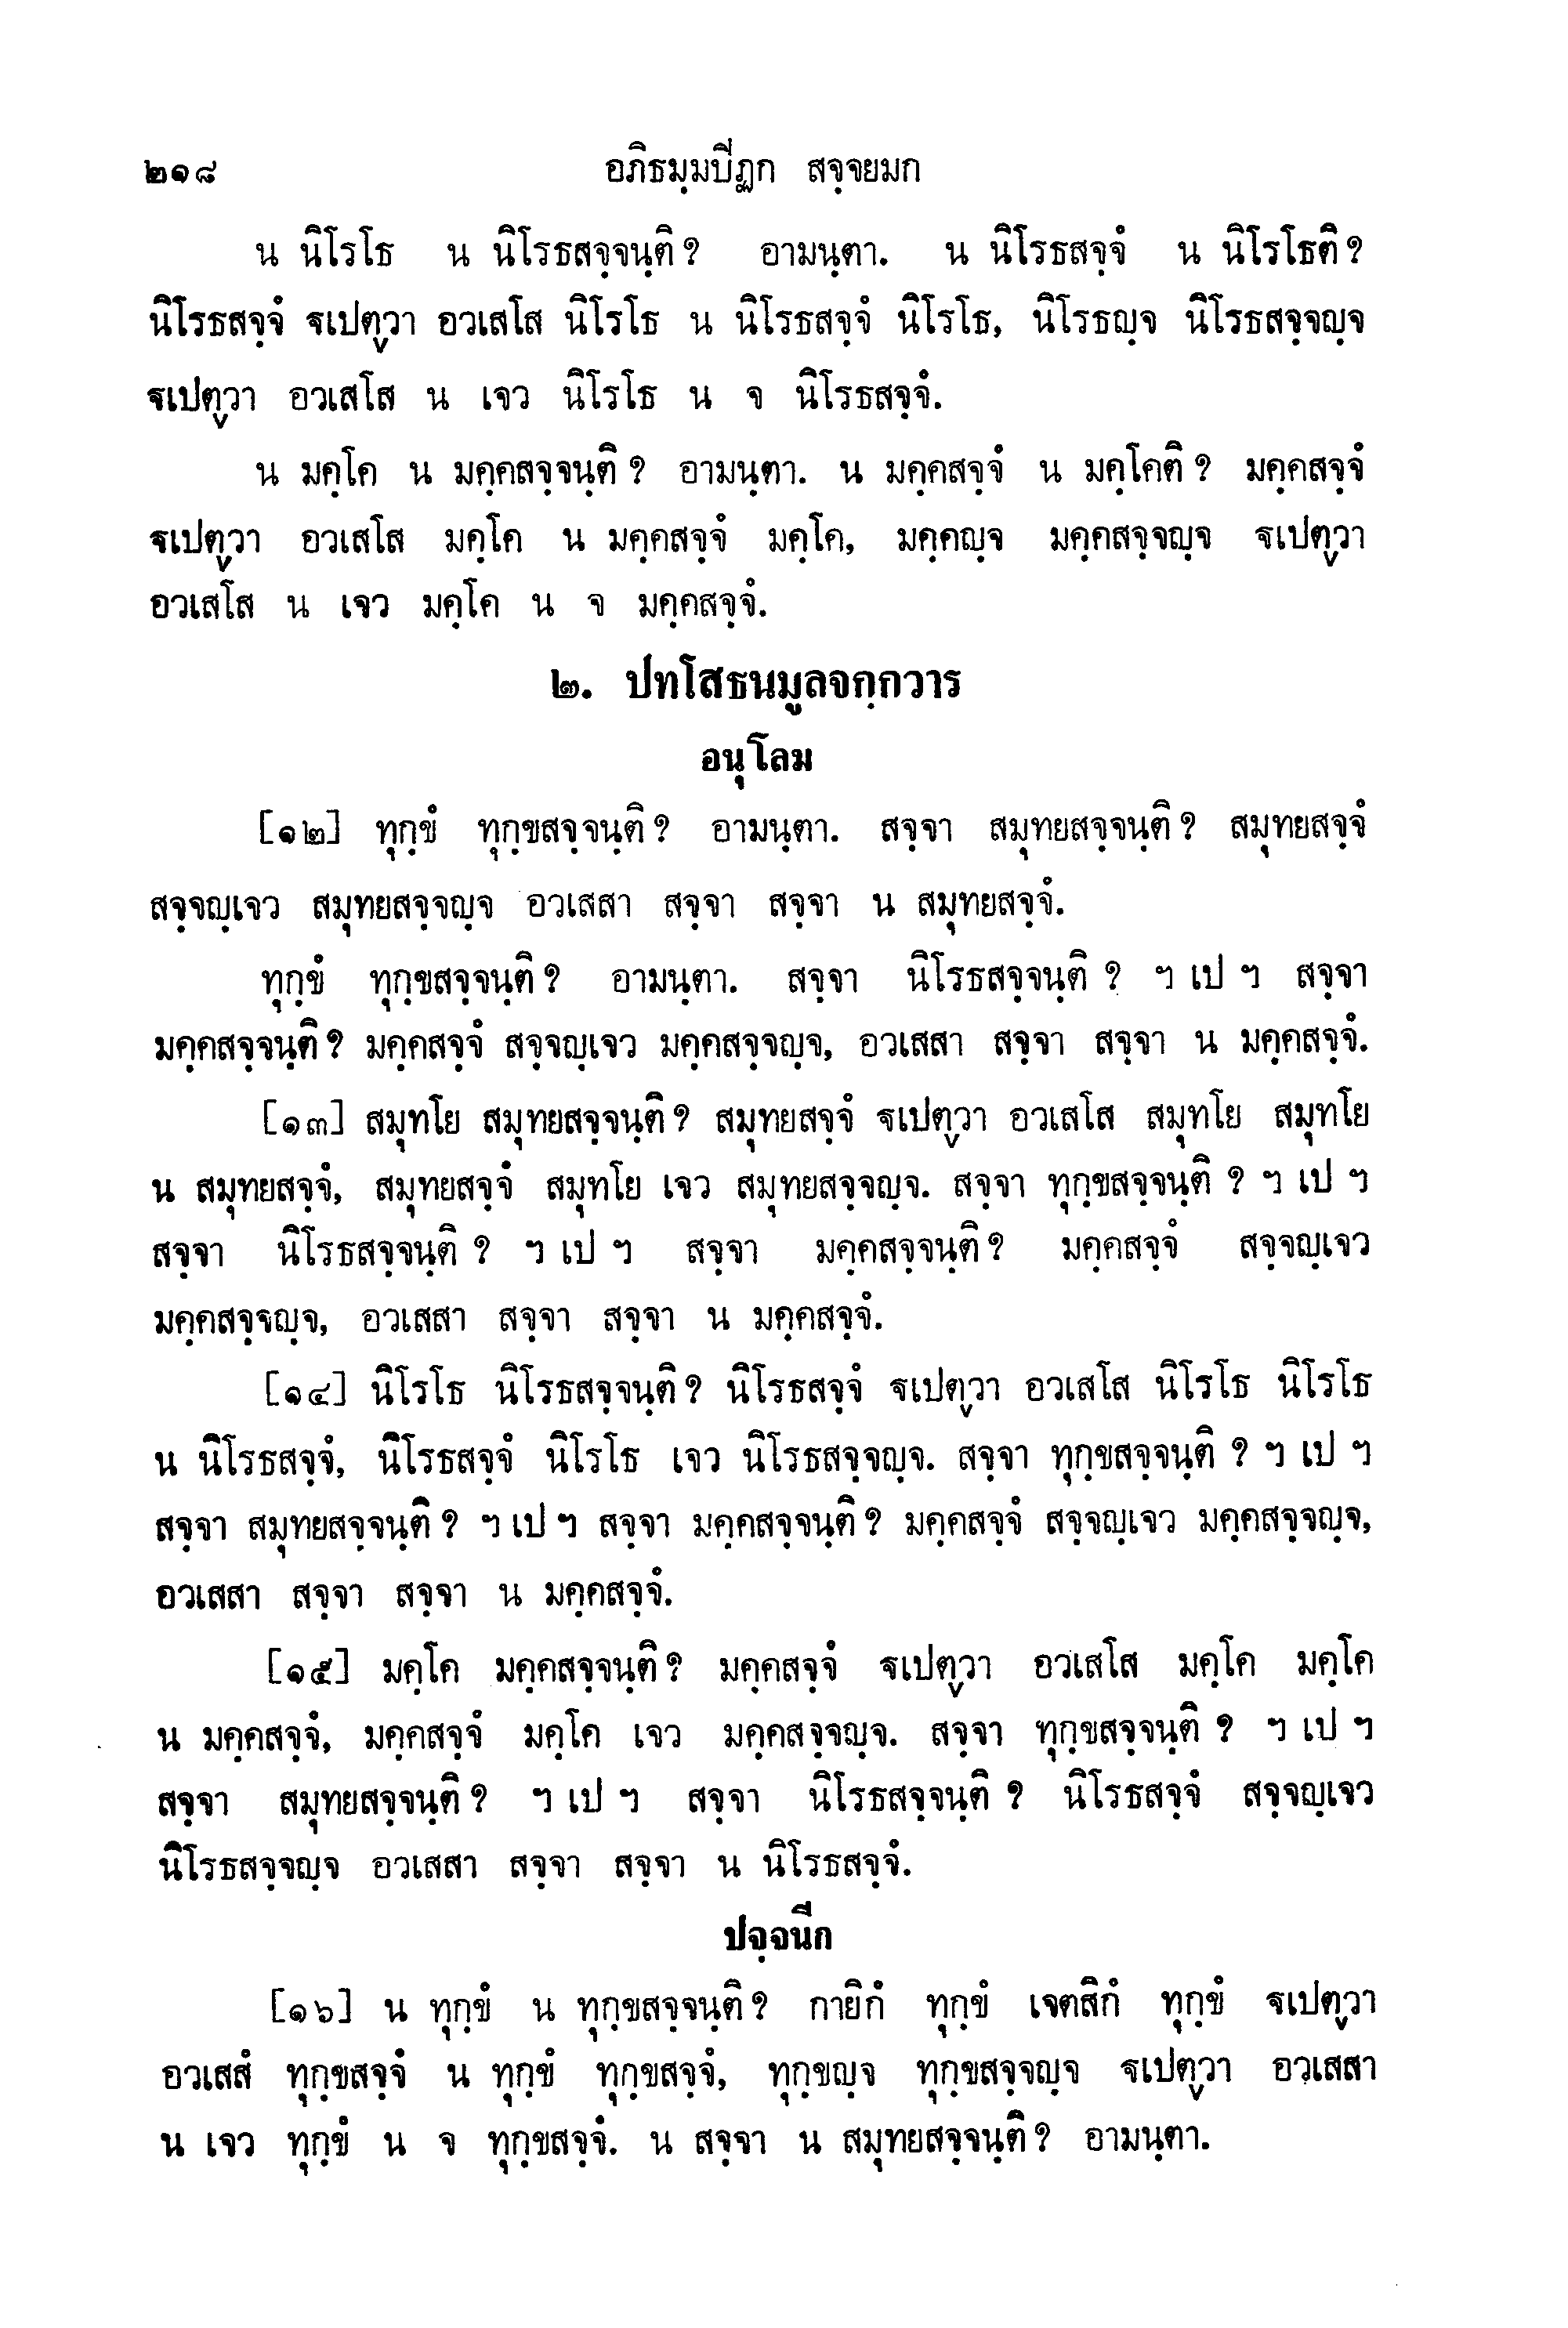 ๒๑๘ อภิธมฺมปิฏก สจฺจยมก
น นิโรโธ น นิโรธสจฺจนฺติ ? อามนฺตา. น นิโรธสจฺจํ น นิโรโธติ ?
นิโรธสจฺจํ ฐเปตฺวา อวเสโส นิโรโธ น นิโรธสจฺจํ นิโรโธ, นิโรธญฺจ นิโรธสจฺจญฺจ
ฐเปตฺวา อวเสโส น เจว นิโรโธ น จ นิโรธสจฺจํ.
น มคฺโค น มคฺคสจฺจนฺติ ? อามนฺตา. น มคฺคสจฺจํ น มคฺโคติ ? มคฺคสจฺจํ
ฐเปตฺวา อวเสโส มคฺโค น มคฺคสจฺจํ มคฺโค, มคฺคญฺจ มคฺคสจฺจญฺจ ฐเปตฺวา
อวเสโส น เจว มคฺโค น จ มคฺคสจฺจํ.
๒. ปทโสธนมูลจกฺกวาร
อนุโลม
[๑๒] ทุกฺขํ ทุกฺขสจฺจนฺติ ? อามนฺตา. สจฺจา สมุทยสจฺจนฺติ ? สมุทยสจฺจํ
สจฺจญฺเจว สมุทยสจฺจญฺจ อวเสสา สจฺจา สจฺจา น สมุทยสจฺจํ.
ทุกฺขํ ทุกฺขสจฺจนฺติ ? อามนฺตา. สจฺจา นิโรธสจฺจนฺติ ? ฯ เป ฯ สจฺจา
มคฺคสจฺจนฺติ ? มคฺคสจฺจํ สจฺจญฺเจว มคฺคสจฺจญฺจ, อวเสสา สจฺจา สจฺจา น มคฺคสจฺจํ.
[๑๓] สมุทโย สมุทยสจฺจนฺติ ? สมุทยสจฺจํ ฐเปตฺวา อวเสโส สมุทโย สมุทโย
น สมุทยสจฺจํ, สมุทยสจฺจํ สมุทโย เจว สมุทยสจฺจญฺจ. สจฺจา ทุกฺขสจฺจนฺติ ? ฯ เป ฯ
สจฺจา นิโรธสจฺจนฺติ ? ฯ เป ฯ สจฺจา มคฺคสจฺจนฺติ ? มคฺคสจฺจํ สจฺจญฺเจว
มคฺคสจฺจญฺจ, อวเสสา สจฺจา สจฺจา น มคฺคสจฺจํ.
[๑๔] นิโรโธ นิโรธสจฺจนฺติ ? นิโรธสจฺจํ ฐเปตฺวา อวเสโส นิโรโธ นิโรโธ
น นิโรธสจฺจํ, นิโรธสจฺจํ นิโรโธ เจว นิโรธสจฺจญฺจ. สจฺจา ทุกฺขสจฺจนฺติ ? ฯ เป ฯ
สจฺจา สมุทยสจฺจนฺติ ? ฯ เป ฯ สจฺจา มคฺคสจฺจนฺติ ? มคฺคสจฺจํ สจฺจญฺเจว มคฺคสจฺจญฺจ,
อวเสสา สจฺจา สจฺจา น มคฺคสจฺจํ.
[๑๕] มคฺโค มคฺคสจฺจนฺติ ? มคฺคสจฺจํ ฐเปตฺวา อวเสโส มคฺโค มคฺโค
น มคฺคสจฺจํ, มคฺคสจฺจํ มคฺโค เจว มคฺคสจฺจญฺจ. สจฺจา ทุกฺขสจฺจนฺติ ? ฯ เป ฯ
สจฺจา สมุทยสจฺจนฺติ ? ฯ เป ฯ สจฺจา นิโรธสจฺจนฺติ ? นิโรธสจฺจํ สจฺจญฺเจว
นิโรธสจฺจญฺจ อวเสสา สจฺจา สจฺจา น นิโรธสจฺจํ.
ปจฺจนีก
[๑๖] น ทุกฺขํ น ทุกฺขสจฺจนฺติ ? กายิกํ ทุกฺขํ เจตสิกํ ทุกฺขํ ฐเปตฺวา
อวเสสํ ทุกฺขสจฺจํ น ทุกฺขํ ทุกฺขสจฺจํ, ทุกฺขญฺจ ทุกฺขสจฺจญฺจ ฐเปตฺวา อวเสสา
น เจว ทุกฺขํ น จ ทุกฺขสจฺจํ. น สจฺจา น สมุทยสจฺจนฺติ ? อามนฺตา.